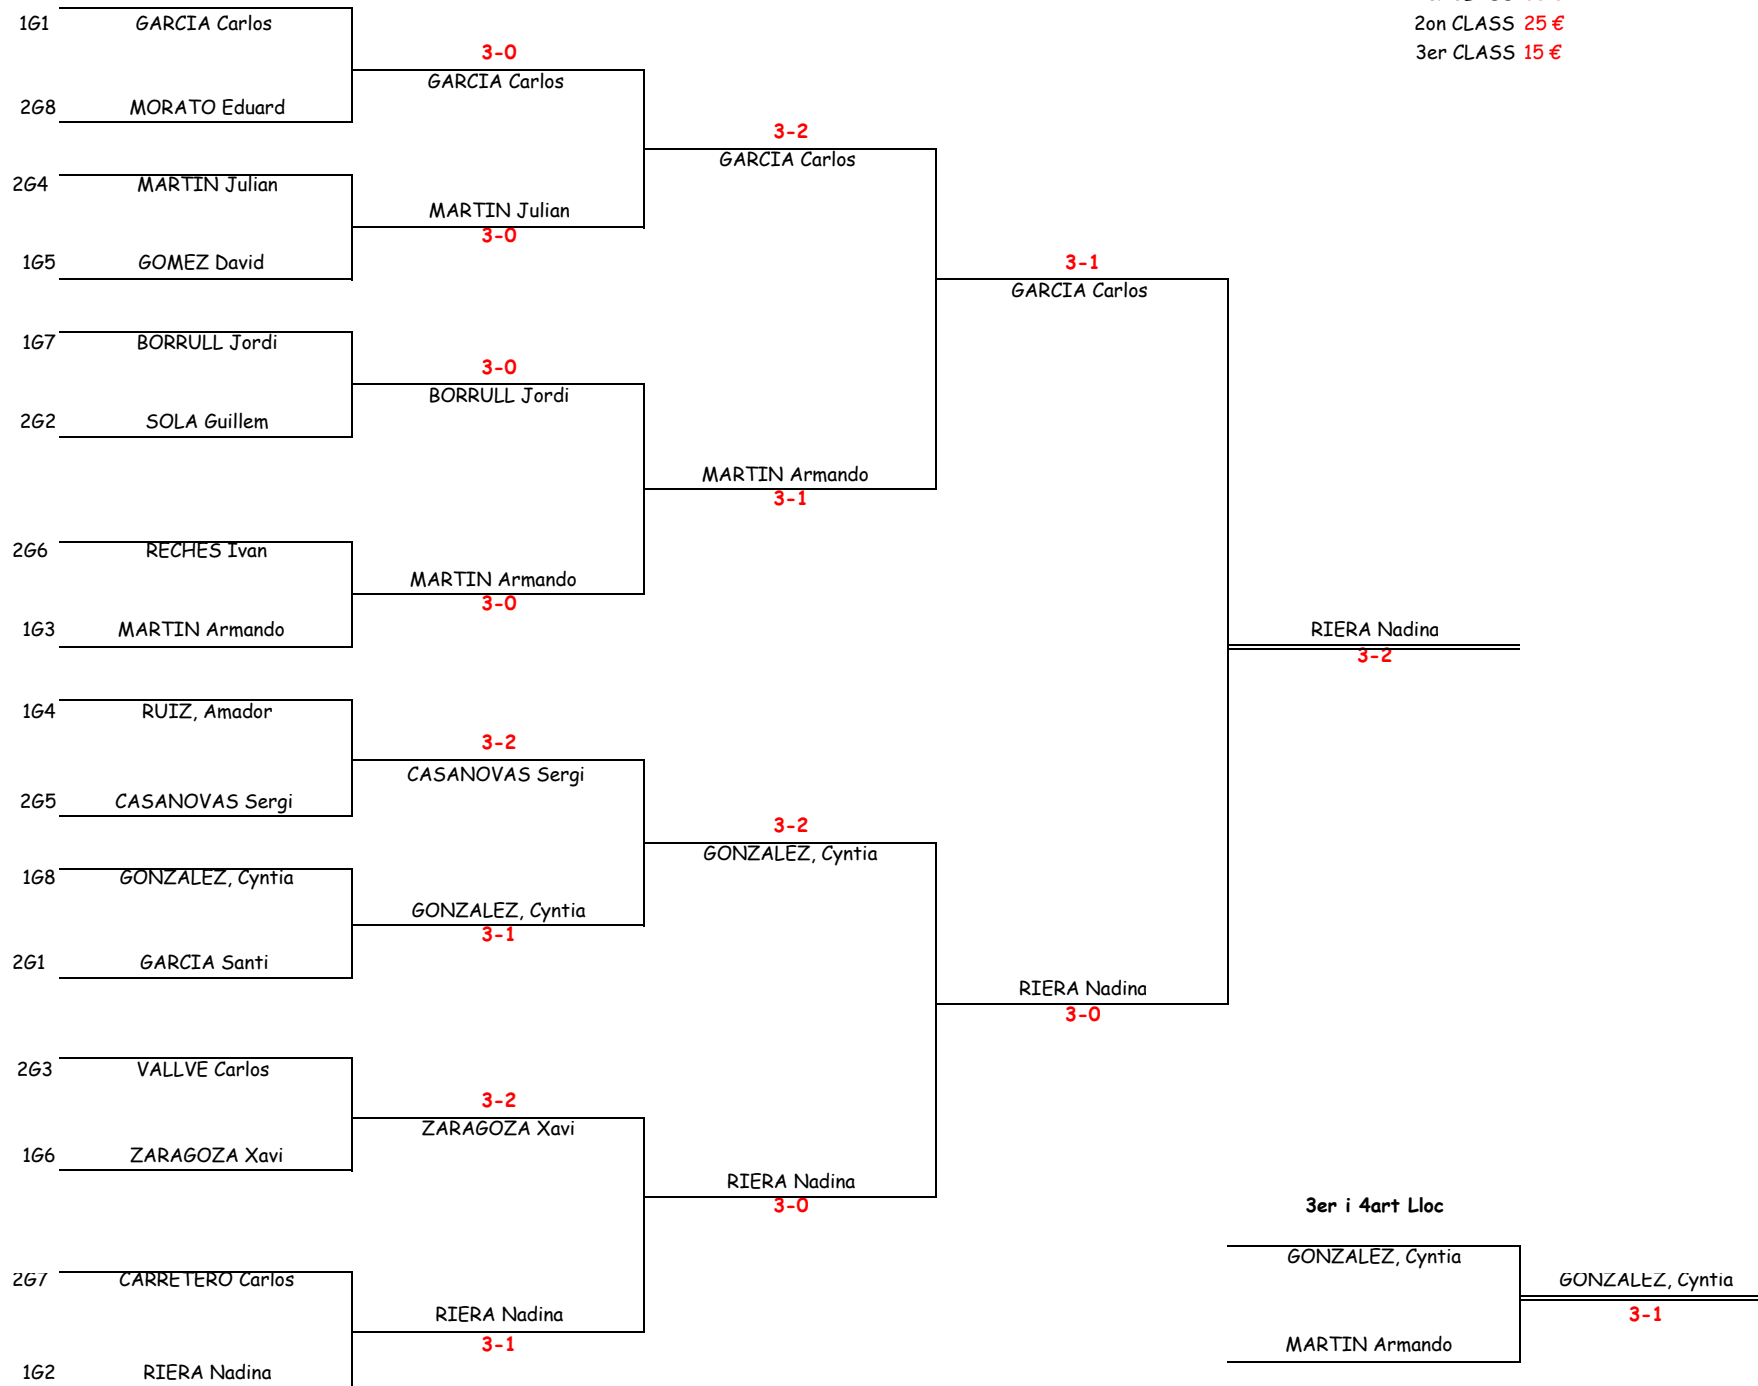 1G1 GARCIA Carlos
2on CLASS 25 €
3-0
3er CLASS 15 €
GARCIA Carlos
2G8 MORATO Eduard
3-2
GARCIA Carlos
2G4 MARTIN Julian
MARTIN Julian
3-0
1G5 GOMEZ David
3-1
GARCIA Carlos
1G7 BORRULL Jordi
3-0
BORRULL Jordi
2G2 SOLA Guillem
MARTIN Armando
3-1
2G6 RECHES Ivan
MARTIN Armando
3-0
1G3 MARTIN Armando
RIERA Nadina
3-2
1G4 RUIZ, Amador
3-2
CASANOVAS Sergi
2G5 CASANOVAS Sergi
3-2
GONZALEZ, Cyntia
1G8 GONZALEZ, Cyntia
GONZALEZ, Cyntia
3-1
2G1 GARCIA Santi
RIERA Nadina
3-0
2G3 VALLVE Carlos
3-2
ZARAGOZA Xavi
1G6 ZARAGOZA Xavi
RIERA Nadina
3-0
3er i 4art Lloc
GONZALEZ, Cyntia
2G7 CARRETERO Carlos
GONZALEZ, Cyntia
3-1
RIERA Nadina
3-1
MARTIN Armando
1G2 RIERA Nadina